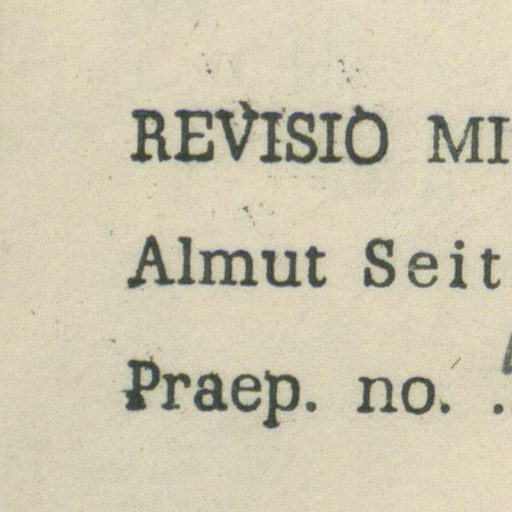 REVISIO MI
Almut Seit
Praep. no. .